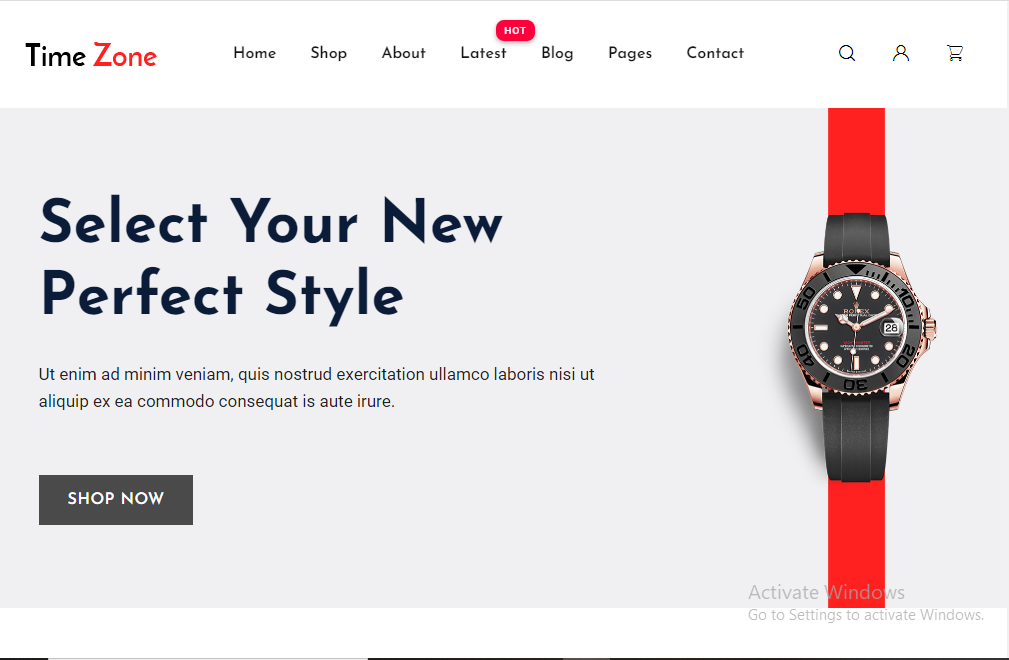 HOT
Time Zone Home Shop About Latest Blog Pages Contact
Select Your New
Perfect Style
Ut enim ad minim veniam, quis nostrud exercitation ullamco laboris nisi ut
aliquip ex ea commodo consequat is aute irure.
SHOP NOW
50
10
ROLEX
28
40
20
30
Activate Windows
Go to Settings to activate Windows.